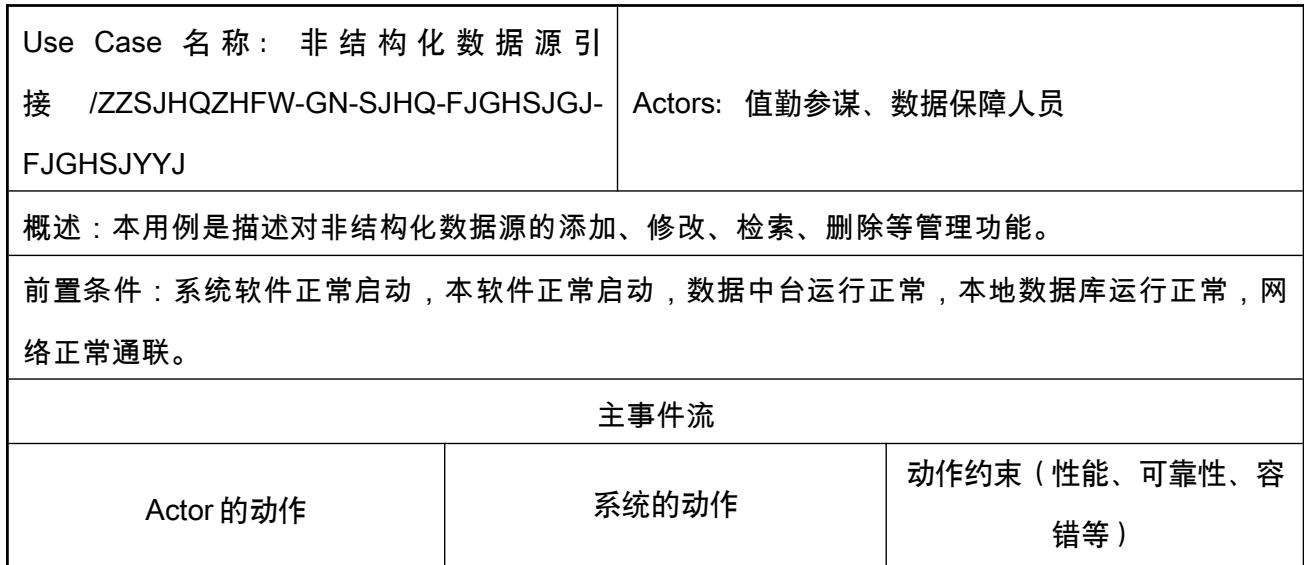 Use Case 名称: 非结构化数据源引
接 /ZZSJHQZHFW-GN-SJHQ-FJGHSJGJ-
FJGHSJYYJ
Actors: 值勤参谋、数据保障人员
概述：本用例是描述对非结构化数据源的添加、修改、检索、删除等管理功能。
前置条件：系统软件正常启动，本软件正常启动，数据中台运行正常，本地数据库运行正常，网
络正常通联。
主事件流
Actor 的动作
系统的动作
动作约束（性能、可靠性、容
错等）